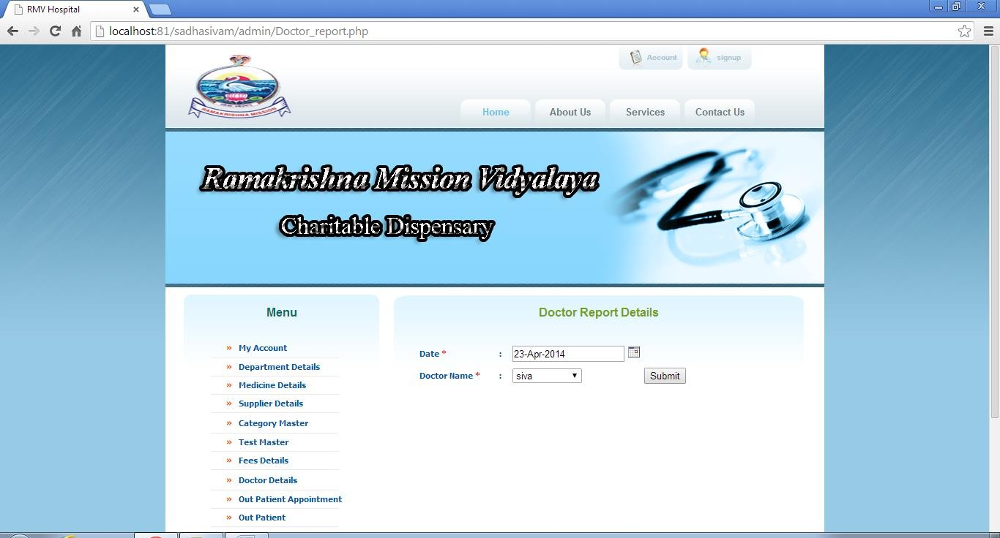 RMV Hospital
localhost:81/sadhasivam/admin/Doctor_report.php
Account signup
RAMAKRISHNA MISSION
Home About Us Services Contact Us
Ramakrishna Mission Vidyalaya
Charitable Dispensary
Menu
» My Account
» Department Details
» Medicine Details
» Supplier Details
» Category Master
» Test Master
» Fees Details
» Doctor Details
» Out Patient Appointment
» Out Patient
Doctor Report Details
Date * : 23-Apr-2014
Doctor Name * : siva Submit